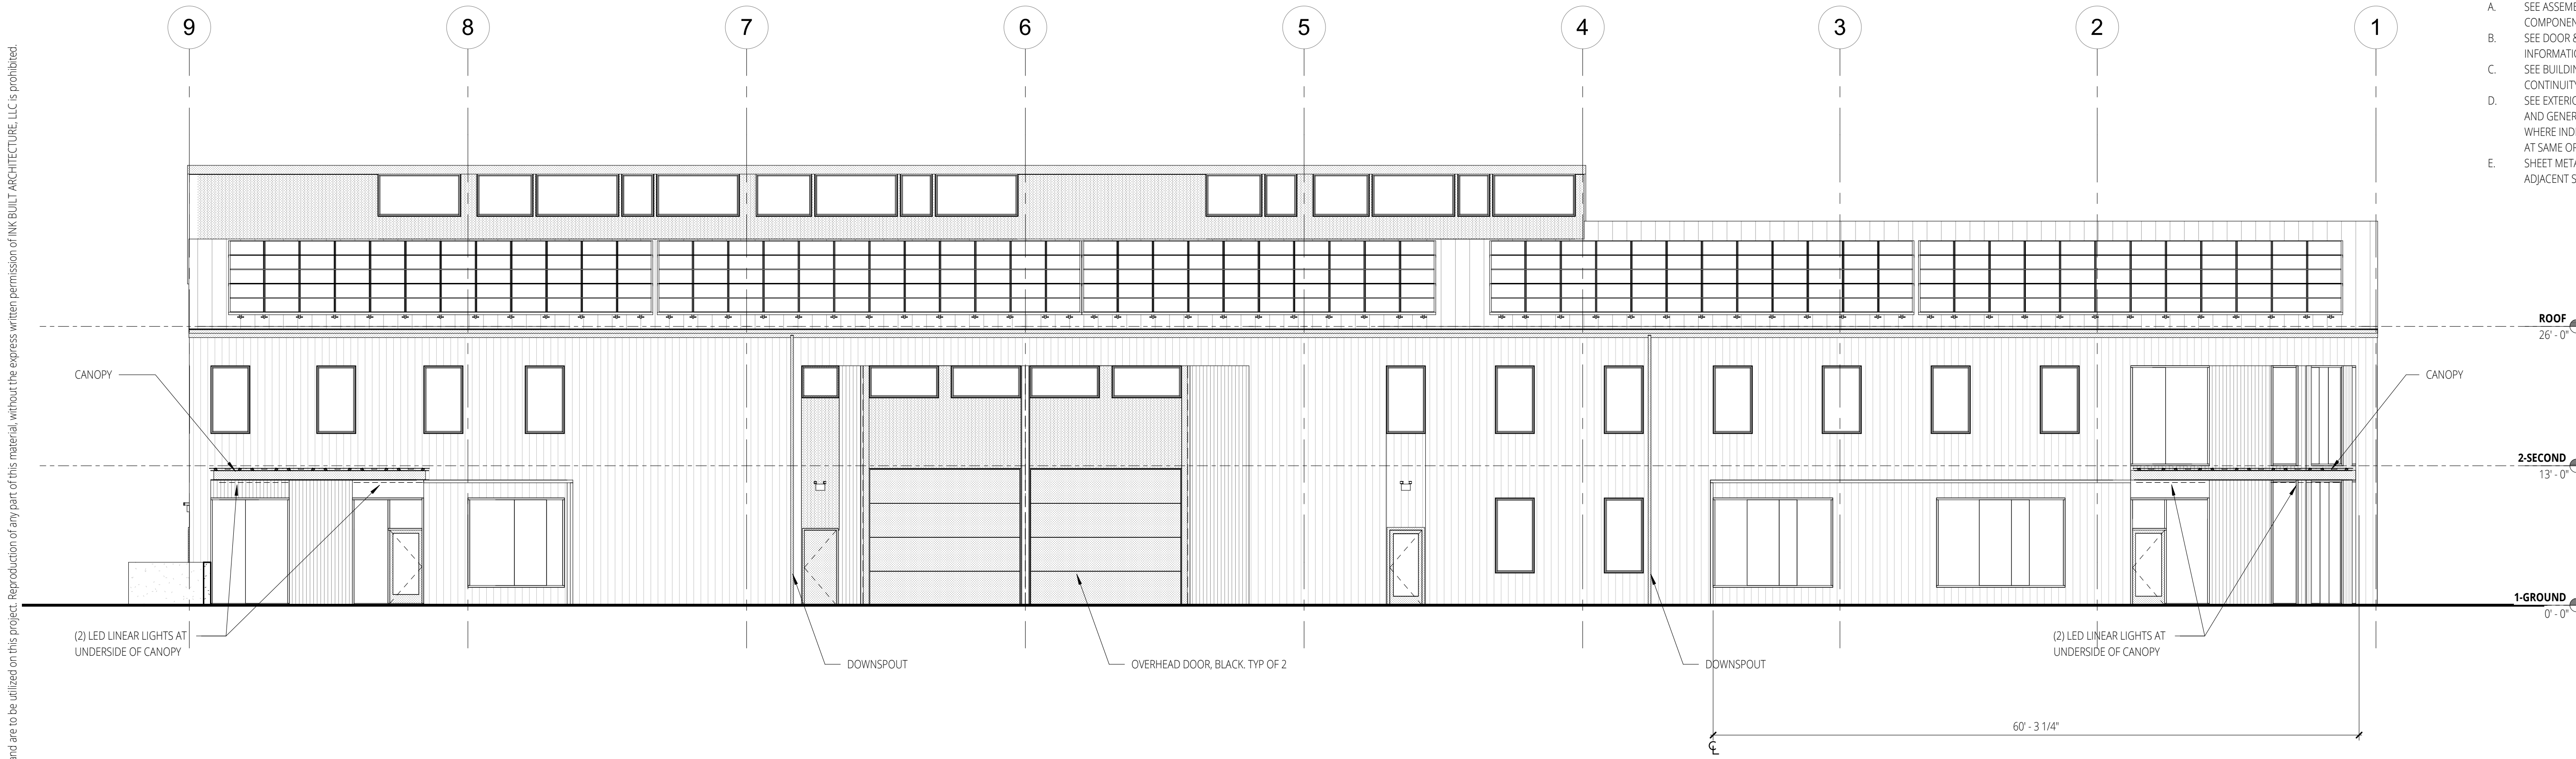 9 8 7 6 5 4 3 2 1
A. SEE ASSEME
COMPONEN
B. SEE DOOR &
INFORMATIO
C. SEE BUILDIN
CONTINUITY
D. SEE EXTERIO
AND GENER
WHERE INDI
AT SAME OR
E. SHEET META
ADJACENT S
and are to be utilized on this project. Reproduction of any part of this material, without the express written permission of INK BUILT ARCHITECTURE, LLC is prohibited.
ROOF
26' - 0"
CANOPY
CANOPY
2-SECOND
13' - 0"
1-GROUND
0' - 0"
(2) LED LINEAR LIGHTS AT
UNDERSIDE OF CANOPY
DOWNSPOUT
OVERHEAD DOOR, BLACK. TYP OF 2
DOWNSPOUT
(2) LED LINEAR LIGHTS AT
UNDERSIDE OF CANOPY
60' - 3 1/4"
℄